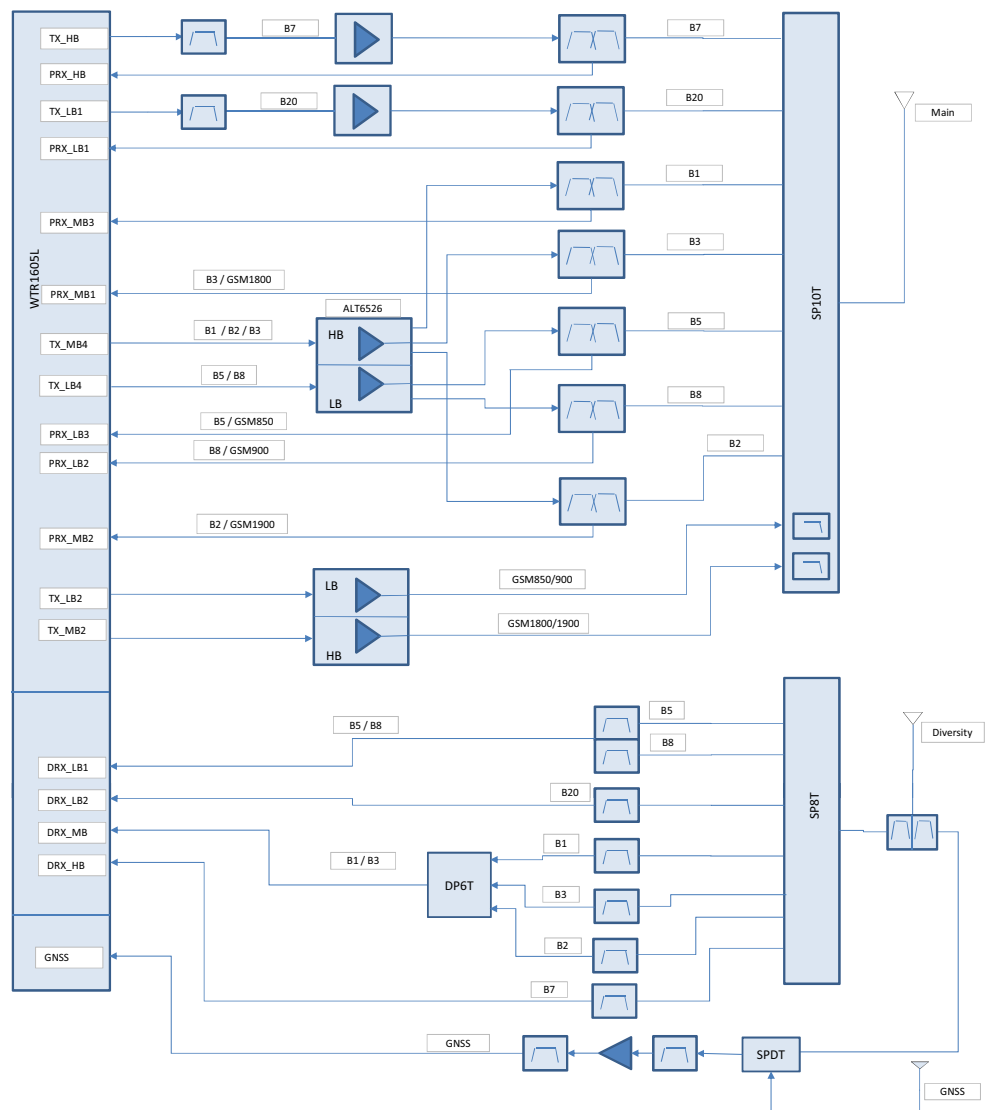 WTR1605L
TX_HB
B7
B7
PRX_HB
TX_LB1
B20
B20
Main
PRX_LB1
B1
PRX_MB3
B3
B3 / GSM1800
PRX_MB1
SP10T
ALT6526
B1 / B2 / B3
TX_MB4
HB
B5
B5 / B8
TX_LB4
LB
B8
B5 / GSM850
PRX_LB3
B8 / GSM900
PRX_LB2
B2
B2 / GSM1900
PRX_MB2
GSM850/900
TX_LB2
LB
GSM1800/1900
TX_MB2
HB
B5
B5 / B8
B8
Diversity
DRX_LB1
B20
DRX_LB2
SP8T
DRX_MB
B1
B1 / B3
DRX_HB
DP6T
B3
B2
GNSS
B7
GNSS
SPDT
GNSS